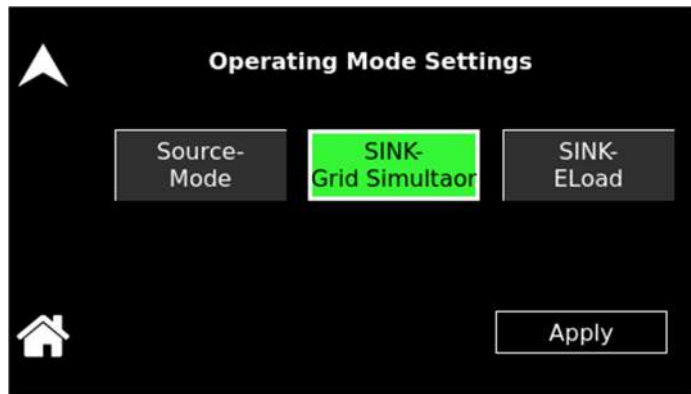 Operating Mode Settings
Source-
Mode
SINK-
Grid Simultaor
SINK-
ELoad
Apply